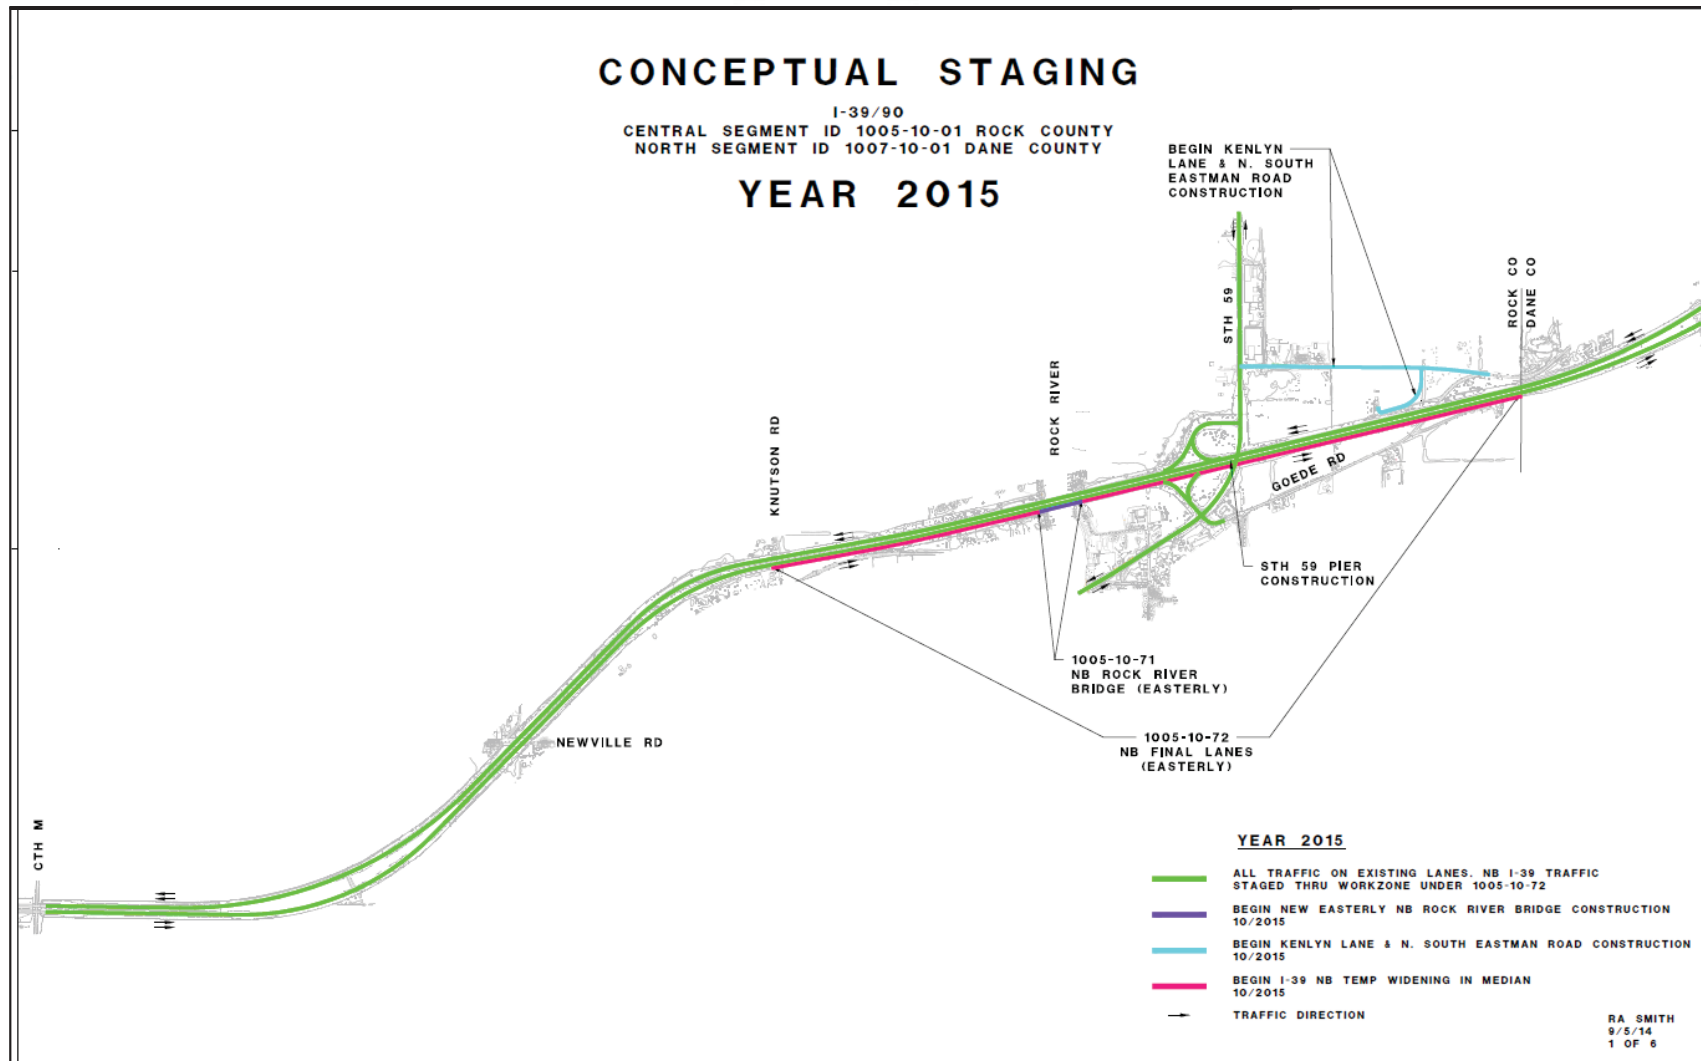 CONCEPTUAL STAGING
I-39/90
CENTRAL SEGMENT ID 1005-10-01 ROCK COUNTY
NORTH SEGMENT ID 1007-10-01 DANE COUNTY
YEAR 2015
BEGIN KENLYN
LANE & N. SOUTH
EASTMAN ROAD
CONSTRUCTION
STH 59
ROCK CO
DANE CO
ROCK RIVER
KNUTSON RD
GOEDE RD
STH 59 PIER
CONSTRUCTION
1005-10-71
NB ROCK RIVER
BRIDGE (EASTERLY)
1005-10-72
NB FINAL LANES
(EASTERLY)
NEWVILLE RD
CTH M
YEAR 2015
ALL TRAFFIC ON EXISTING LANES. NB I-39 TRAFFIC
STAGED THRU WORKZONE UNDER 1005-10-72
BEGIN NEW EASTERLY NB ROCK RIVER BRIDGE CONSTRUCTION
10/2015
BEGIN KENLYN LANE & N. SOUTH EASTMAN ROAD CONSTRUCTION
10/2015
BEGIN I-39 NB TEMP WIDENING IN MEDIAN
10/2015
TRAFFIC DIRECTION
RA SMITH
9/5/14
1 OF 6